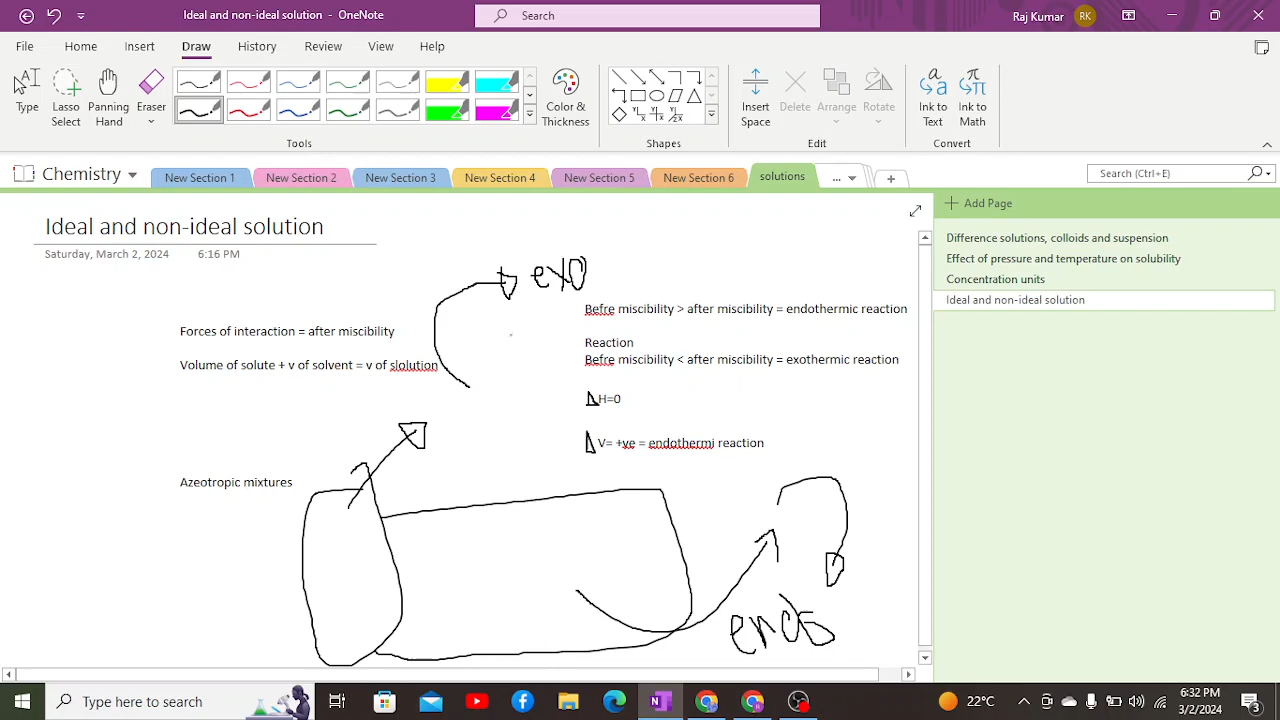 Ideal and non-ideal solution - OneNote
Search
Raj Kumar RK
File Home Insert Draw History Review View Help
Type
Lasso Select
Panning Hand
Eraser
Color & Thickness
Insert Space
Delete
Arrange
Rotate
Ink to Text
Ink to Math
Tools
Shapes
Edit
Convert
Chemistry
New Section 1
New Section 2
New Section 3
New Section 4
New Section 5
New Section 6
solutions
...
Search (Ctrl+E)
Ideal and non-ideal solution
Saturday, March 2, 2024 6:16 PM
exo
Forces of interaction = after miscibility
Volume of solute + v of solvent = v of slolution
Befre miscibility > after miscibility = endothermic reaction
Reaction
Befre miscibility < after miscibility = exothermic reaction
ΔH=0
ΔV= +ve = endothermi reaction
Azeotropic mixtures
Add Page
Difference solutions, colloids and suspension
Effect of pressure and temperature on solubility
Concentration units
Ideal and non-ideal solution
Type here to search
22°C
6:32 PM
3/2/2024
3